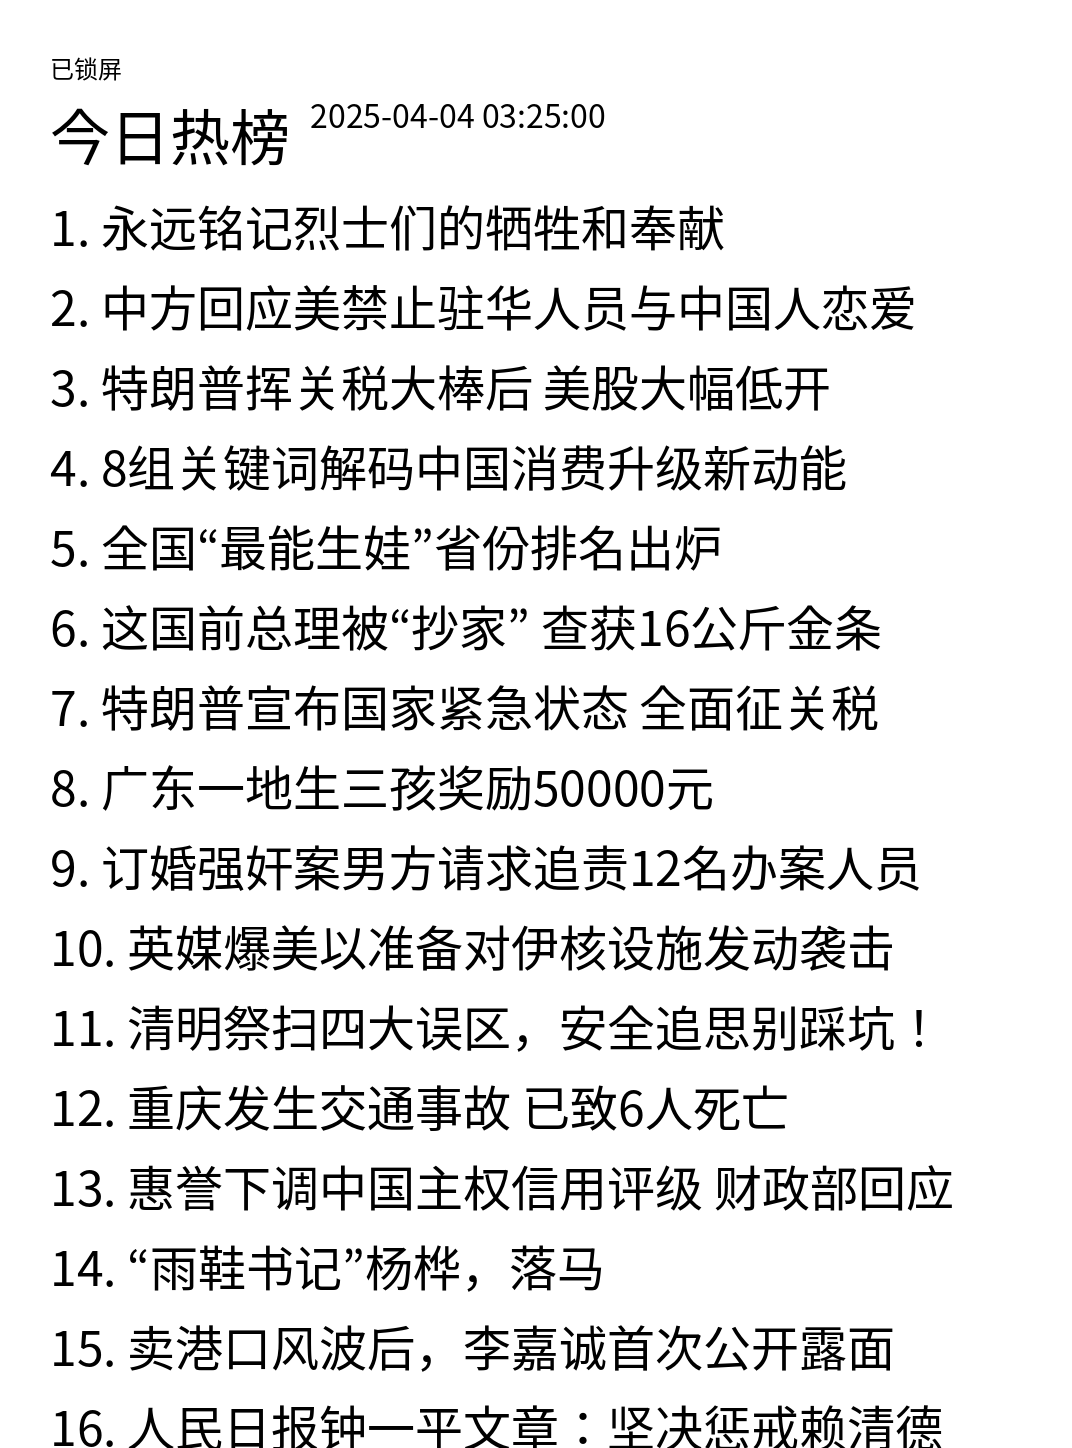 已锁屏
今日热榜 2025-04-04 03:25:00
1. 永远铭记烈士们的牺牲和奉献
2. 中方回应美禁止驻华人员与中国人恋爱
3. 特朗普挥关税大棒后 美股大幅低开
4. 8组关键词解码中国消费升级新动能
5. 全国“最能生娃”省份排名出炉
6. 这国前总理被“抄家” 查获16公斤金条
7. 特朗普宣布国家紧急状态 全面征关税
8. 广东一地生三孩奖励50000元
9. 订婚强奸案男方请求追责12名办案人员
10. 英媒爆美以准备对伊核设施发动袭击
11. 清明祭扫四大误区，安全追思别踩坑！
12. 重庆发生交通事故 已致6人死亡
13. 惠誉下调中国主权信用评级 财政部回应
14. “雨鞋书记”杨桦，落马
15. 卖港口风波后，李嘉诚首次公开露面
16. 人民日报钟一平文章：坚决惩戒赖清德